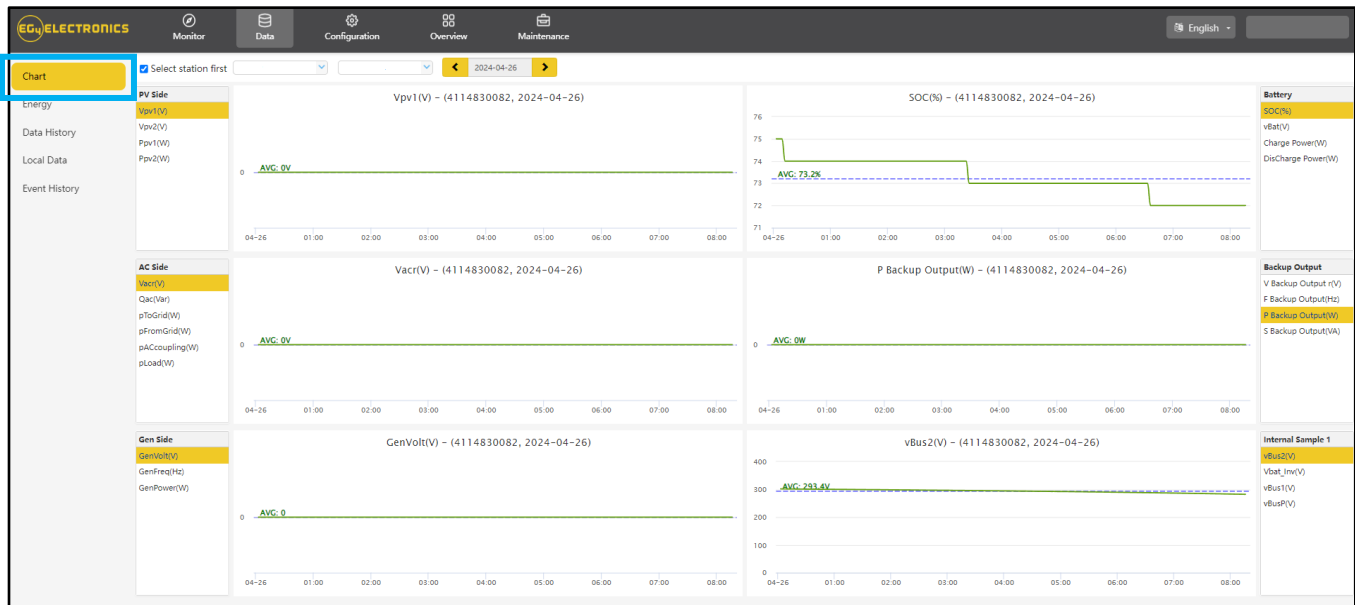 EG4 ELECTRONICS
Monitor
Data
Configuration
Overview
Maintenance
English
Chart
Energy
Data History
Local Data
Event History
Select station first
2024-04-26
PV Side
Vpv1(V)
Vpv2(V)
Ppv1(W)
Ppv2(W)
Vpv1(V) - (4114830082, 2024-04-26)
0
AVG: 0V
04-26 01:00 02:00 03:00 04:00 05:00 06:00 07:00 08:00
SOC(%) - (4114830082, 2024-04-26)
76
75
74
AVG: 73.2%
73
72
71
04-26 01:00 02:00 03:00 04:00 05:00 06:00 07:00 08:00
Battery
SOC(%)
vBat(V)
Charge Power(W)
DisCharge Power(W)
AC Side
Vacr(V)
Qac(Var)
pToGrid(W)
pFromGrid(W)
pACcoupling(W)
pLoad(W)
Vacr(V) - (4114830082, 2024-04-26)
0
AVG: 0V
04-26 01:00 02:00 03:00 04:00 05:00 06:00 07:00 08:00
P Backup Output(W) - (4114830082, 2024-04-26)
0
AVG: 0W
04-26 01:00 02:00 03:00 04:00 05:00 06:00 07:00 08:00
Backup Output
V Backup Output r(V)
F Backup Output(Hz)
P Backup Output(W)
S Backup Output(VA)
Gen Side
GenVolt(V)
GenFreq(Hz)
GenPower(W)
GenVolt(V) - (4114830082, 2024-04-26)
0
AVG: 0
04-26 01:00 02:00 03:00 04:00 05:00 06:00 07:00 08:00
vBus2(V) - (4114830082, 2024-04-26)
400
300
AVG: 293.4V
200
100
0
04-26 01:00 02:00 03:00 04:00 05:00 06:00 07:00 08:00
Internal Sample 1
vBus2(V)
Vbat_Inv(V)
vBus1(V)
vBusP(V)